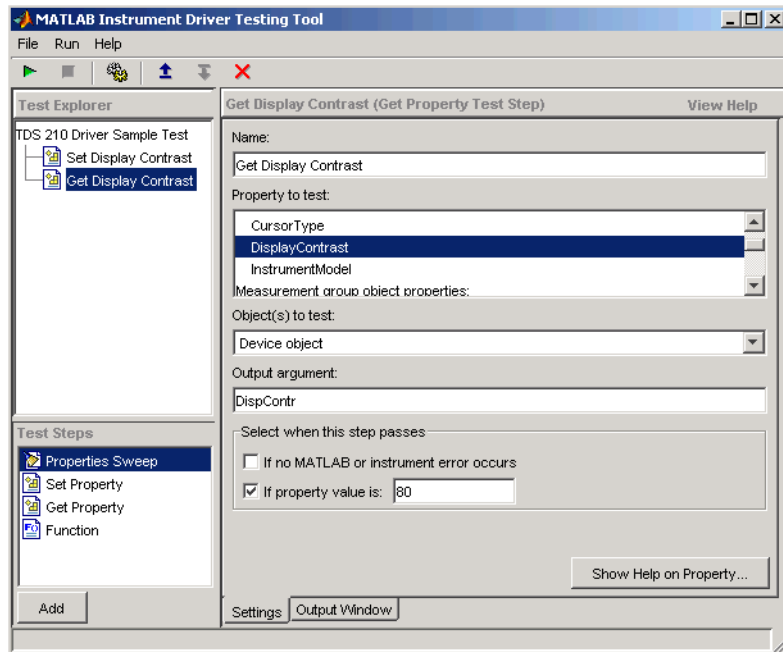 MATLAB Instrument Driver Testing Tool
File Run Help
Test Explorer
TDS 210 Driver Sample Test
Set Display Contrast
Get Display Contrast
Test Steps
Properties Sweep
Set Property
Get Property
Function
Add
Get Display Contrast (Get Property Test Step) View Help
Name:
Get Display Contrast
Property to test:
CursorType
DisplayContrast
InstrumentModel
Measurement group object properties:
Object(s) to test:
Device object
Output argument:
DispContr
Select when this step passes
If no MATLAB or instrument error occurs
If property value is: 80
Show Help on Property...
Settings Output Window